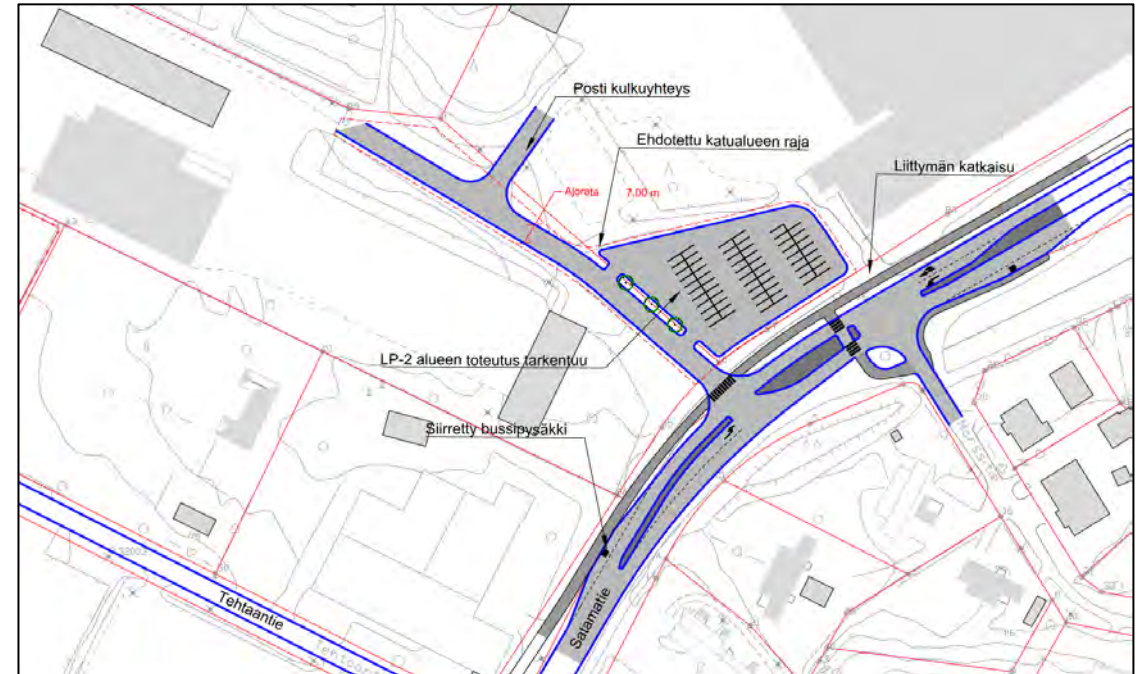 Posti kulkuyhteys
Ehdotettu katualueen raja
Liittymän katkaisu
Ajorata 7.00 m
LP-2 alueen toteutus tarkentuu
Siirretty bussipysäkki
Tehtaantie
Satamatie